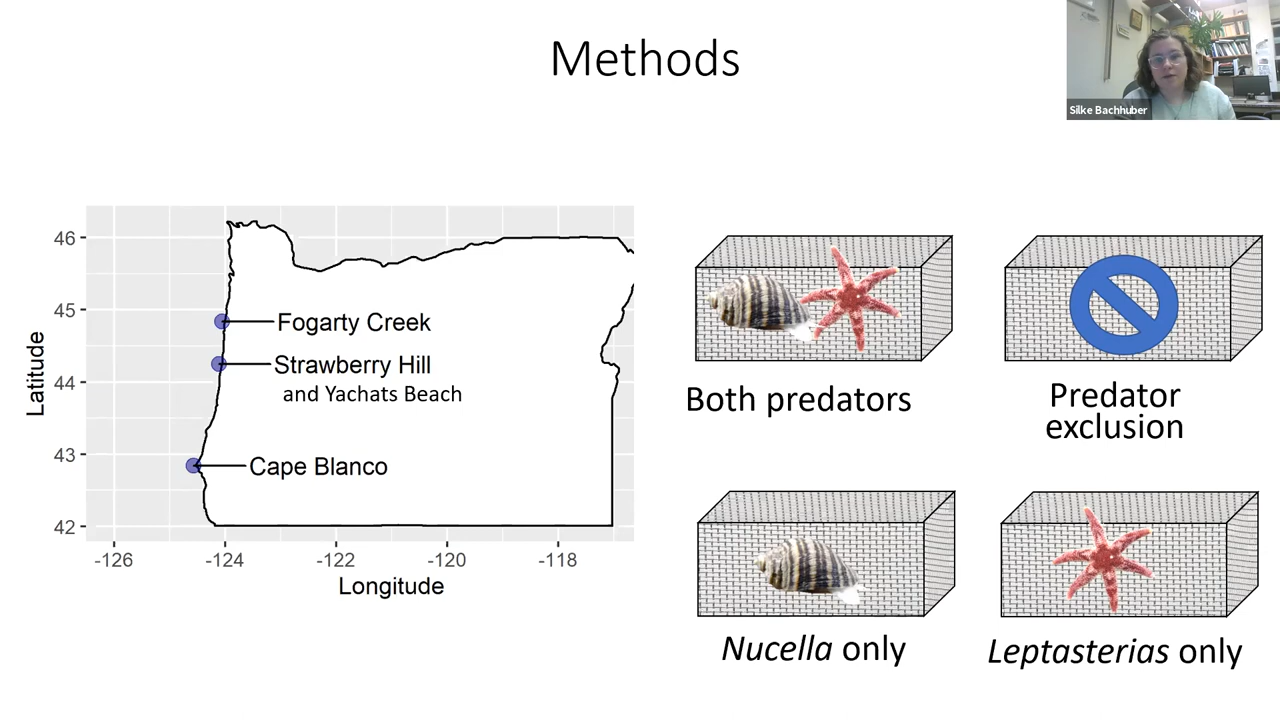 Methods
Silke Bachhuber
46
45
44
43
42
Latitude
Fogarty Creek
Strawberry Hill
and Yachats Beach
Cape Blanco
-126
-124
-122
-120
-118
Longitude
Both predators
Predator
exclusion
Nucella only
Leptasterias only